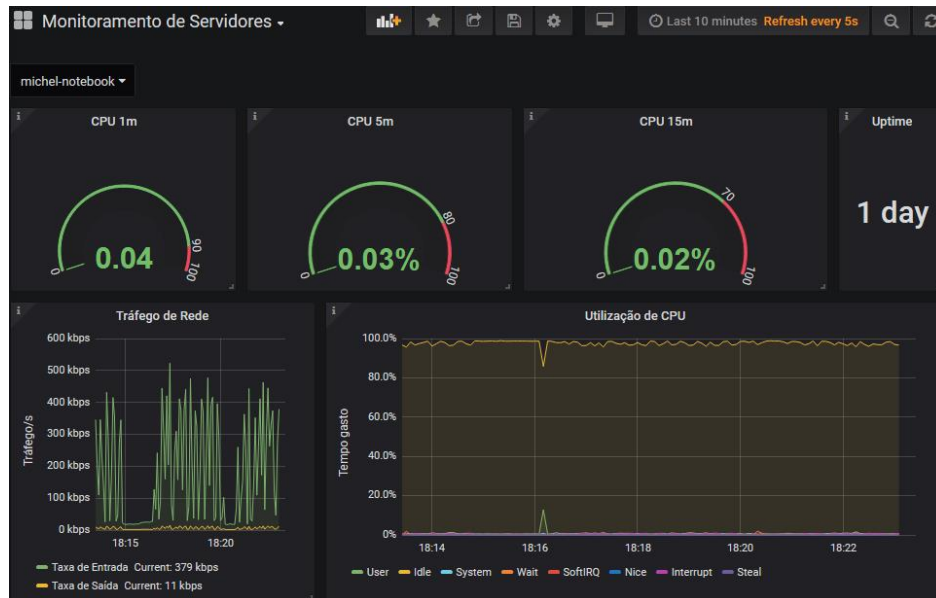 Monitoramento de Servidores
Last 10 minutes Refresh every 5s
michel-notebook
i
CPU 1m
0.04
0
90
100
i
CPU 5m
0.03%
0
80
100
i
CPU 15m
0.02%
0
70
100
i
Uptime
1 day
i
Tráfego de Rede
Tráfego/s
600 kbps
500 kbps
400 kbps
300 kbps
200 kbps
100 kbps
0 kbps
18:15 18:20
Taxa de Entrada Current: 379 kbps
Taxa de Saída Current: 11 kbps
i
Utilização de CPU
Tempo gasto
100.0%
80.0%
60.0%
40.0%
20.0%
0%
18:14 18:16 18:18 18:20 18:22
User Idle System Wait SoftIRQ Nice Interrupt Steal